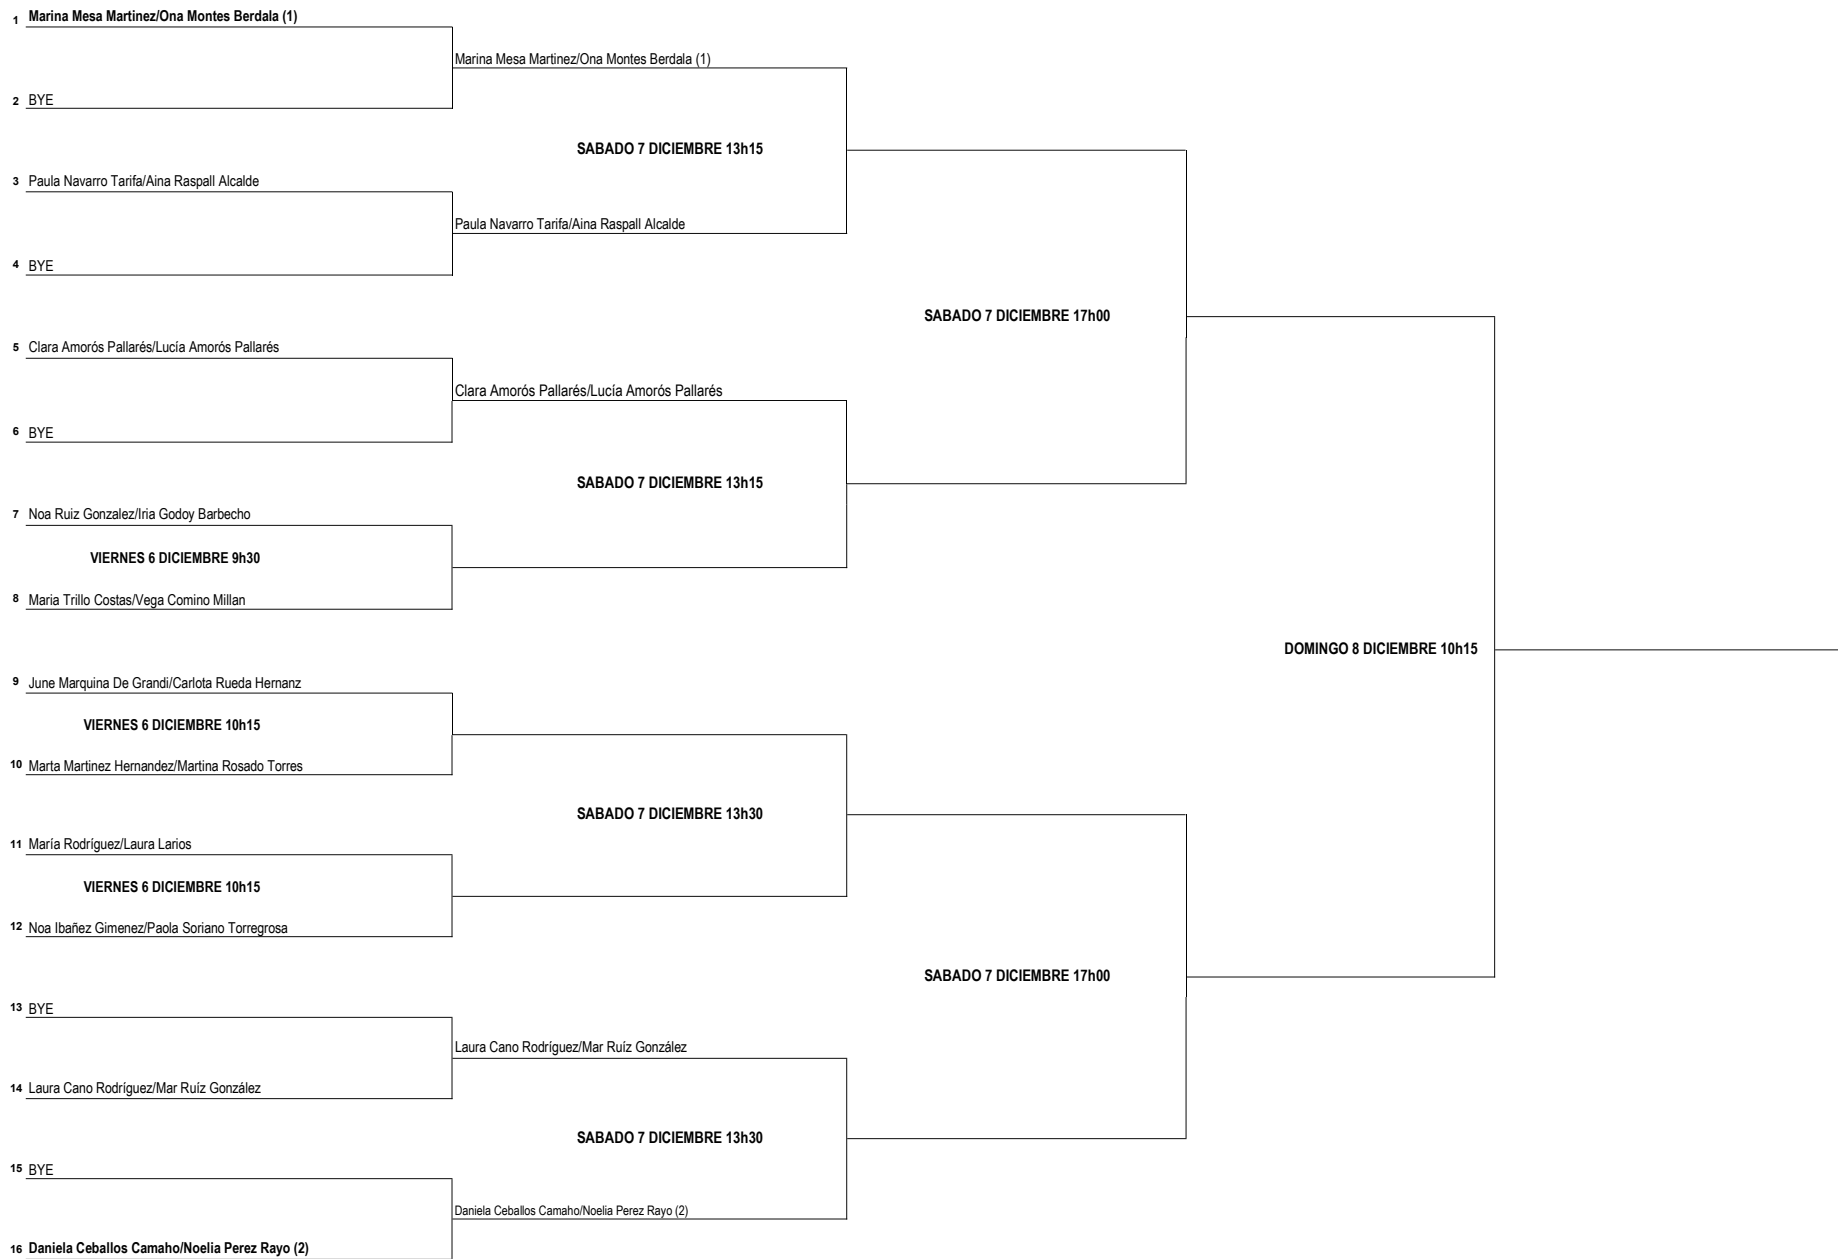 1 Marina Mesa Martinez/Ona Montes Berdala (1)
Marina Mesa Martinez/Ona Montes Berdala (1)
2 BYE
SABADO 7 DICIEMBRE 13h15
3 Paula Navarro Tarifa/Aina Raspall Alcalde
Paula Navarro Tarifa/Aina Raspall Alcalde
4 BYE
SABADO 7 DICIEMBRE 17h00
5 Clara Amorós Pallarés/Lucía Amorós Pallarés
Clara Amorós Pallarés/Lucía Amorós Pallarés
6 BYE
SABADO 7 DICIEMBRE 13h15
7 Noa Ruiz Gonzalez/Iria Godoy Barbecho
VIERNES 6 DICIEMBRE 9h30
8 Maria Trillo Costas/Vega Comino Millan
DOMINGO 8 DICIEMBRE 10h15
9 June Marquina De Grandi/Carlota Rueda Hernanz
VIERNES 6 DICIEMBRE 10h15
10 Marta Martinez Hernandez/Martina Rosado Torres
SABADO 7 DICIEMBRE 13h30
11 María Rodríguez/Laura Larios
VIERNES 6 DICIEMBRE 10h15
12 Noa Ibañez Gimenez/Paola Soriano Torregrosa
SABADO 7 DICIEMBRE 17h00
13 BYE
Laura Cano Rodríguez/Mar Ruíz González
14 Laura Cano Rodríguez/Mar Ruíz González
SABADO 7 DICIEMBRE 13h30
15 BYE
Daniela Ceballos Camaho/Noelia Perez Rayo (2)
16 Daniela Ceballos Camaho/Noelia Perez Rayo (2)